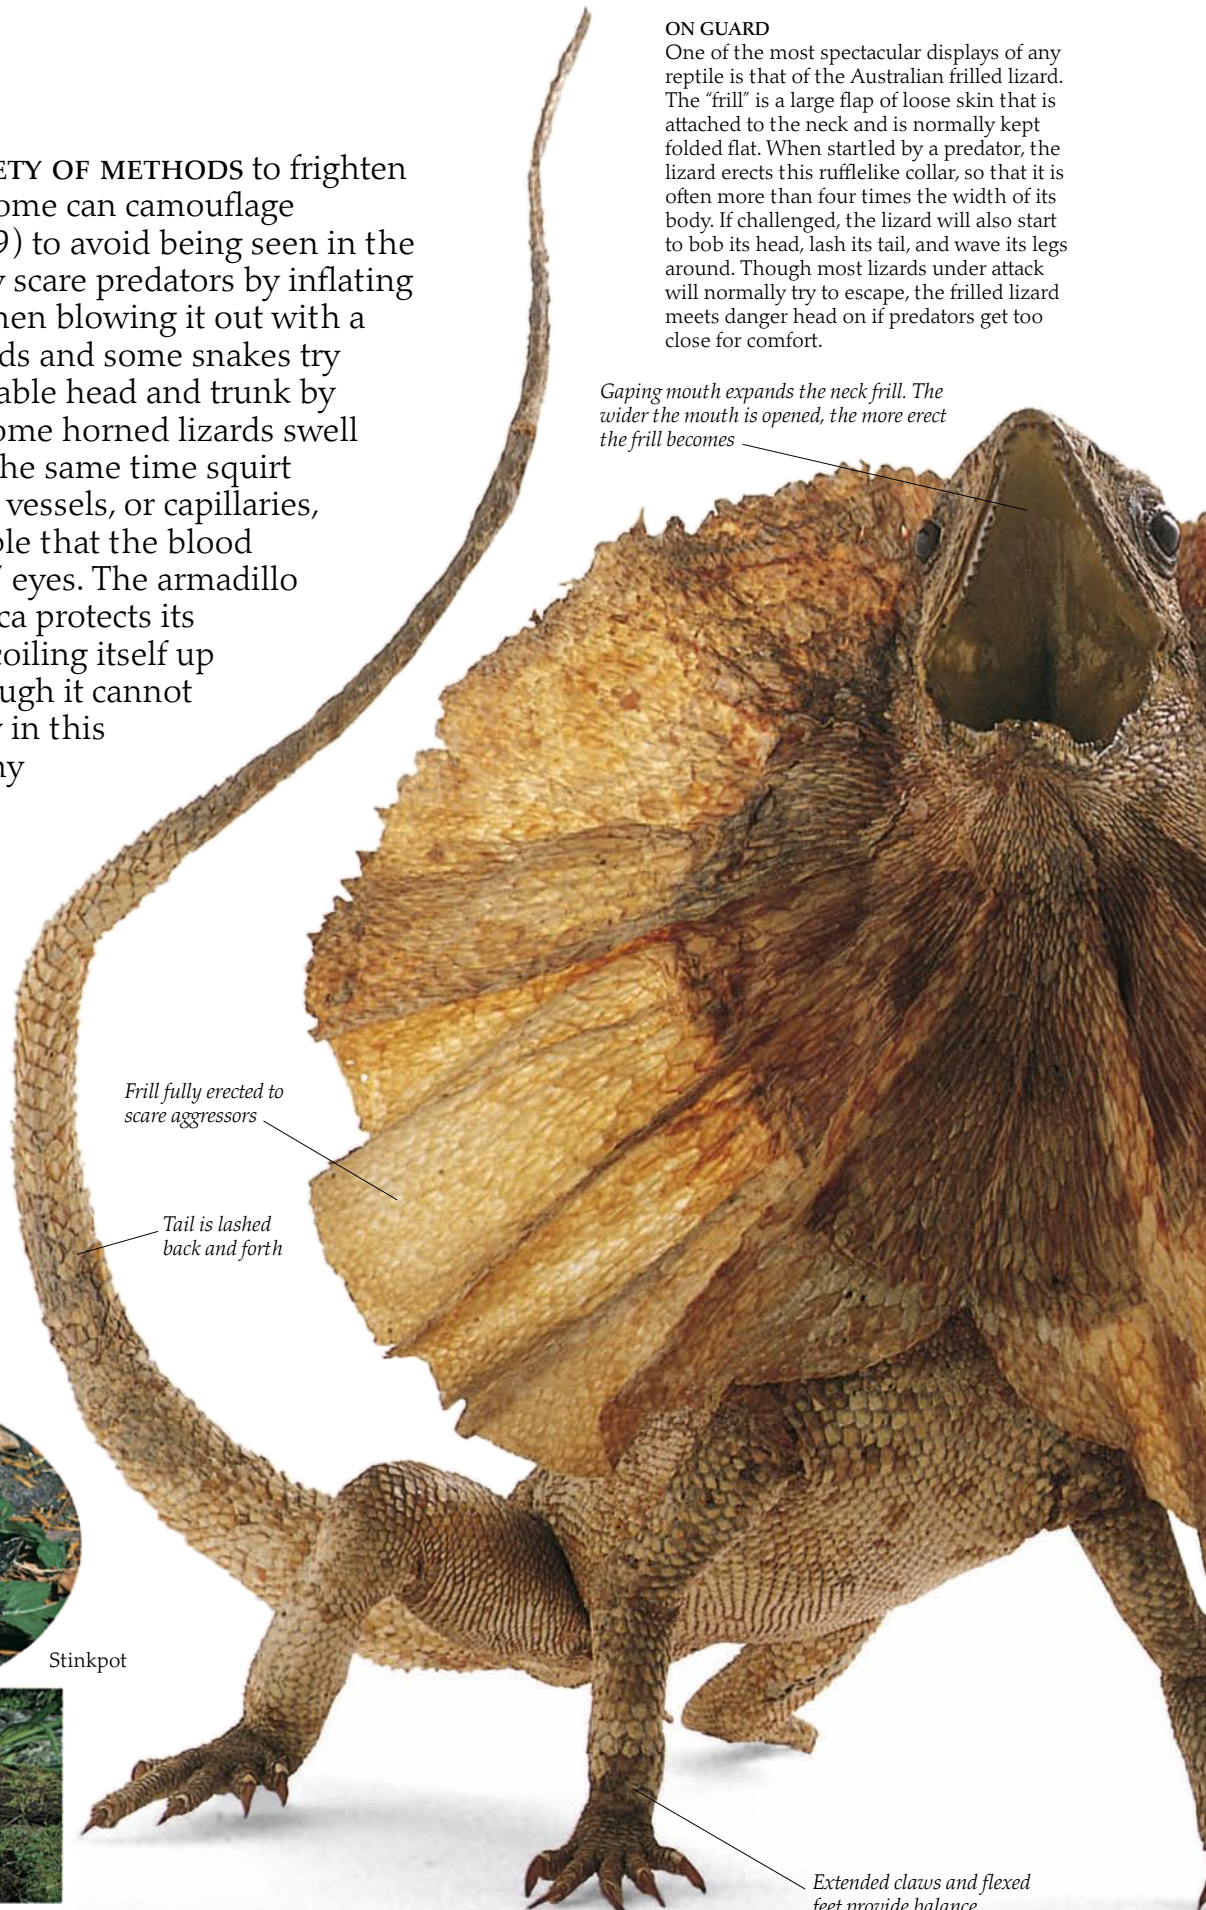 ETY OF METHODS to frighten
ome can camouflage
9) to avoid being seen in the
y scare predators by inflating
hen blowing it out with a
ds and some snakes try
able head and trunk by
ome horned lizards swell
he same time squirt
vessels, or capillaries,
ble that the blood
’ eyes. The armadillo
ca protects its
coiling itself up
ugh it cannot
y in this
ny
ON GUARD
One of the most spectacular displays of any
reptile is that of the Australian frilled lizard.
The “frill” is a large flap of loose skin that is
attached to the neck and is normally kept
folded flat. When startled by a predator, the
lizard erects this rufflelike collar, so that it is
often more than four times the width of its
body. If challenged, the lizard will also start
to bob its head, lash its tail, and wave its legs
around. Though most lizards under attack
will normally try to escape, the frilled lizard
meets danger head on if predators get too
close for comfort.
Gaping mouth expands the neck frill. The
wider the mouth is opened, the more erect
the frill becomes
Frill fully erected to
scare aggressors
Tail is lashed
back and forth
Stinkpot
Extended claws and flexed
feet provide balance